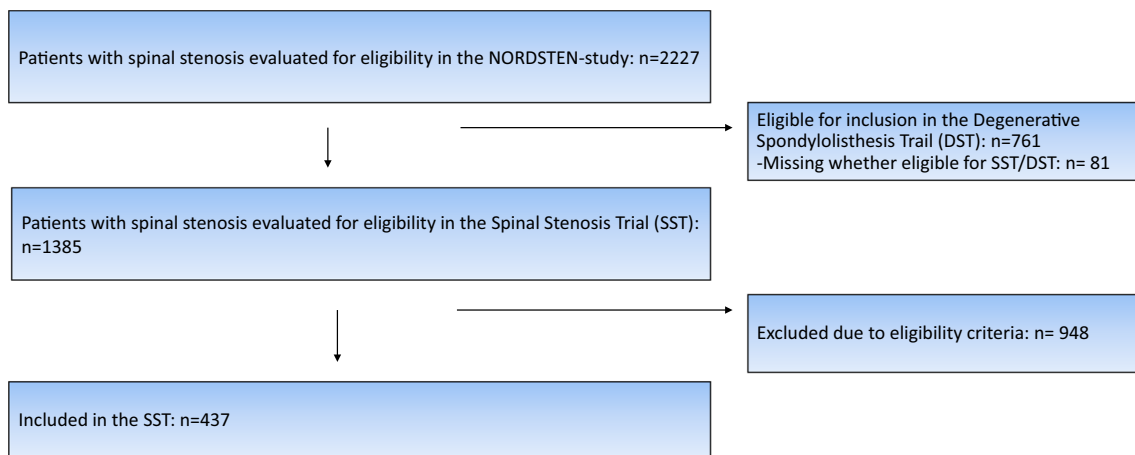 Patients with spinal stenosis evaluated for eligibility in the NORDSTEN-study: n=2227
Eligible for inclusion in the Degenerative
Spondylolisthesis Trail (DST): n=761
-Missing whether eligible for SST/DST: n= 81
Patients with spinal stenosis evaluated for eligibility in the Spinal Stenosis Trial (SST):
n=1385
Excluded due to eligibility criteria: n= 948
Included in the SST: n=437